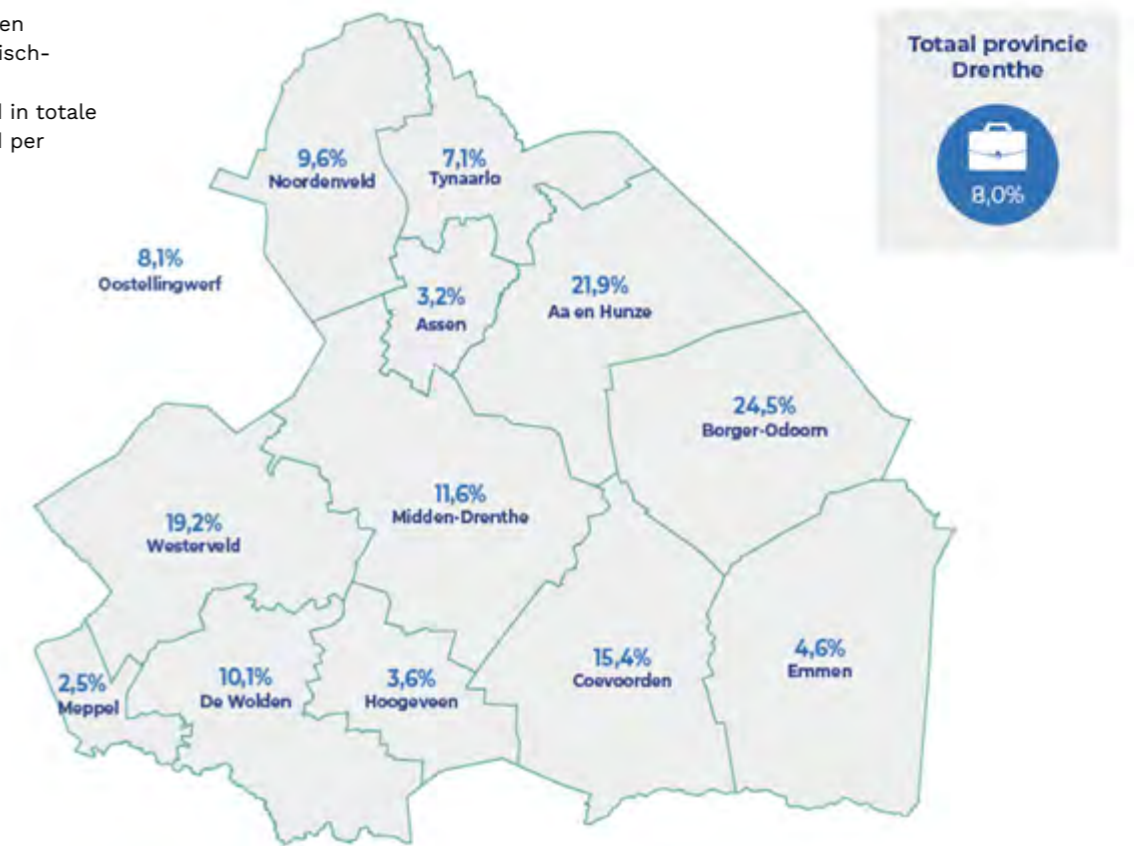 en
isch-
in totale
per
Totaal provincie
Drenthe
8,0%
9,6%
Noordenveld
7,1%
Tynaarlo
8,1%
Oostellingwerf
3,2%
Assen
21,9%
Aa en Hunze
24,5%
Borger-Odoorn
11,6%
Midden-Drenthe
19,2%
Westerveld
15,4%
Coevoorden
4,6%
Emmen
2,5%
Meppel
10,1%
De Wolden
3,6%
Hoogeveen